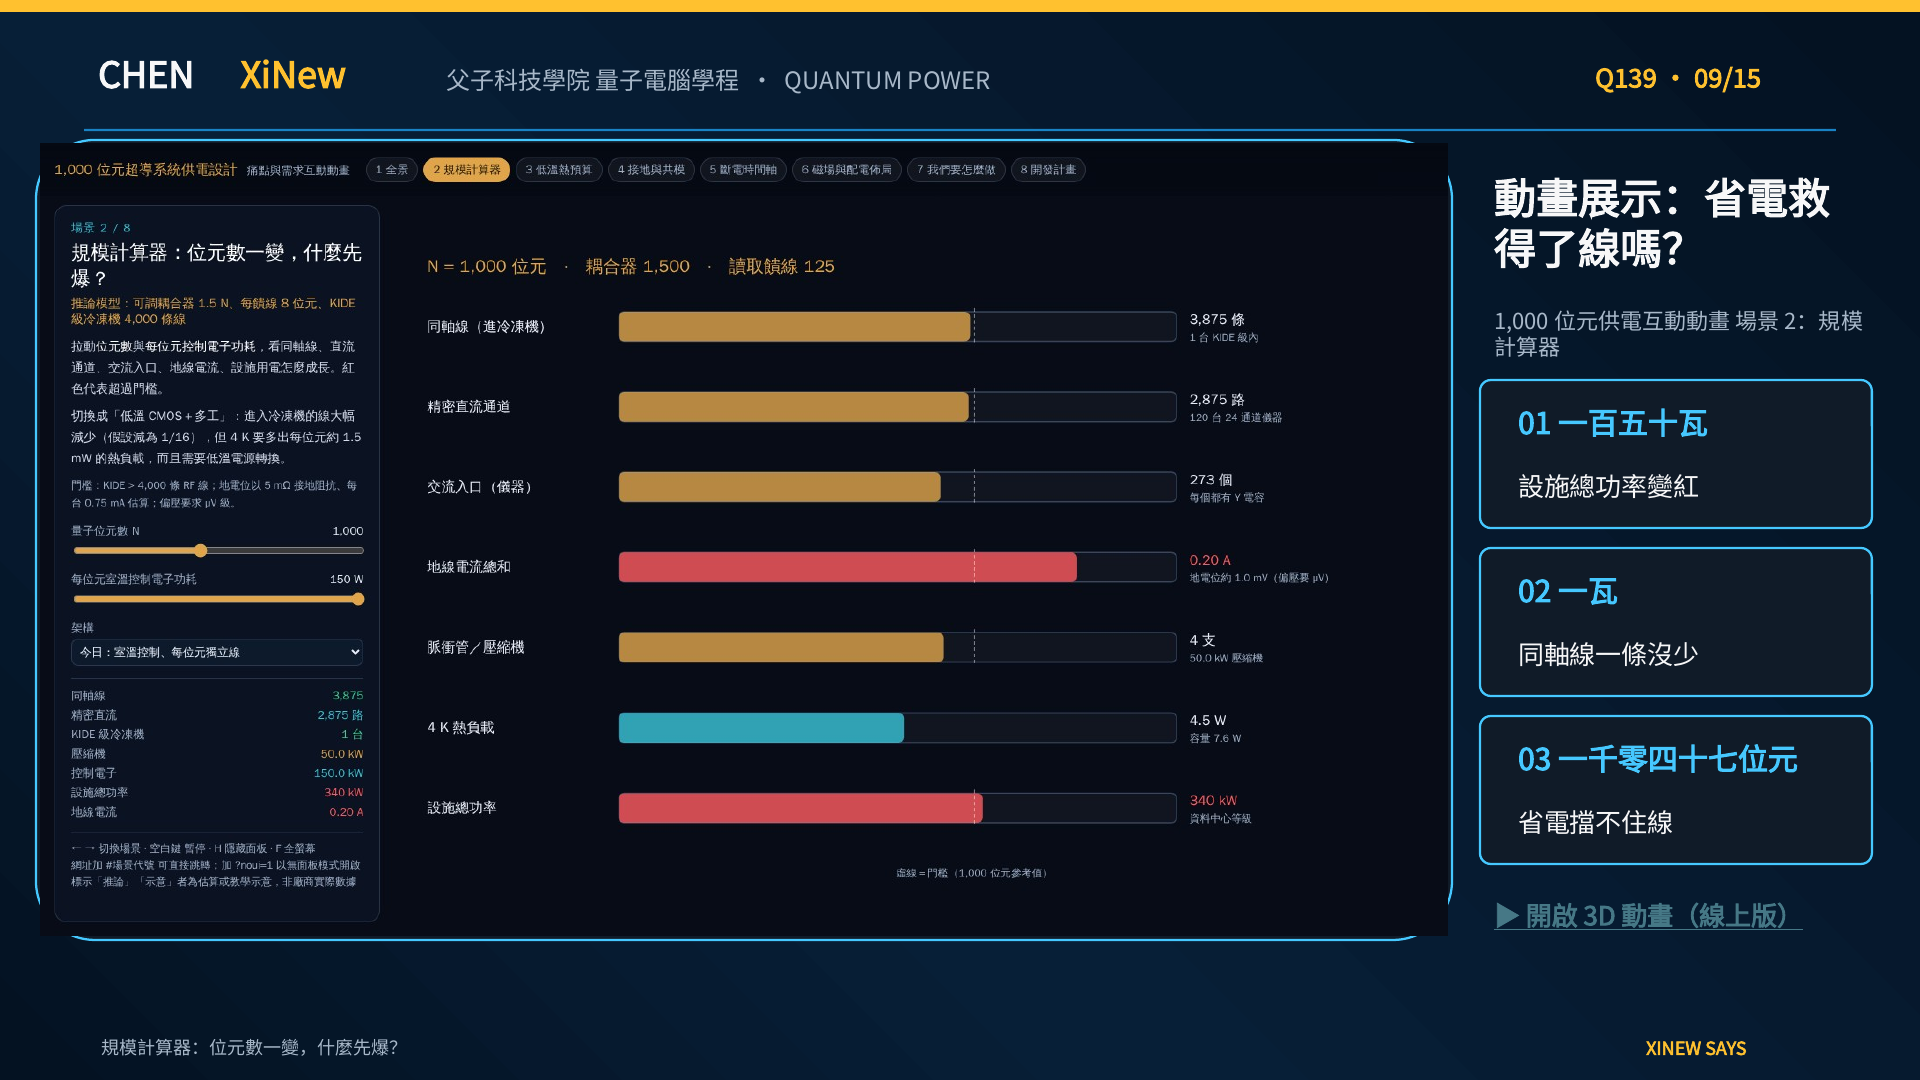 CHEN XiNew 父子科技學院 量子電腦學程 • QUANTUM POWER Q139 • 09/15
1,000 位元超導系統供電設計 痛點與需求互動動畫 1 全景 2 規模計算器 3 低溫熱預算 4 接地與共模 5 斷電時間軸 6 磁場與配電佈局 7 我們要怎麼做 8 開發計畫
場景 2 / 8
規模計算器：位元數一變，什麼先
爆？
推論模型：可調耦合器 1.5 N、每饋線 8 位元、KIDE
級冷凍機 4,000 條線
拉動位元數與每位元控制電子功耗，看同軸線、直流
通道、交流入口、地線電流、設施用電怎麼成長。紅
色代表超過門檻。
切換成「低溫 CMOS + 多工」：進入冷凍機的線大幅
減少（假設減為 1/16），但 4 K 要多出每位元約 1.5
mW 的熱負載，而且需要低溫電源轉換。
門檻：KIDE > 4,000 條 RF 線；地電位以 5 mΩ 接地阻抗、每
台 0.75 mA 估算；偏壓要求 μV 級。
量子位元數 N 1,000
每位元室溫控制電子功耗 150 W
架構
今日：室溫控制、每位元獨立線
同軸線 3,875
精密直流 2,875 路
KIDE 級冷凍機 1 台
壓縮機 50.0 kW
控制電子 150.0 kW
設施總功率 340 kW
地線電流 0.20 A
←→ 切換場景 · 空白鍵 暫停 · H 隱藏面板 · F 全螢幕
網址加 #場景代號 可直接跳轉；加 ?noui=1 以無面板模式開啟
標示「推論」「示意」者為估算或教學示意，非廠商實際數據
N = 1,000 位元 · 耦合器 1,500 · 讀取饋線 125
同軸線（進冷凍機） 3,875 條
1 台 KIDE 級內
精密直流通道 2,875 路
120 台 24 通道儀器
交流入口（儀器） 273 個
每個都有 Y 電容
地線電流總和 0.20 A
地電位約 1.0 mV（偏壓要 μV）
脈衝管／壓縮機 4 支
50.0 kW 壓縮機
4 K 熱負載 4.5 W
容量 7.6 W
設施總功率 340 kW
資料中心等級
虛線 = 門檻（1,000 位元參考值）
動畫展示：省電救
得了線嗎？
1,000 位元供電互動動畫 場景 2：規模
計算器
01 一百五十瓦
設施總功率變紅
02 一瓦
同軸線一條沒少
03 一千零四十七位元
省電擋不住線
▶ 開啟 3D 動畫（線上版）
規模計算器：位元數一變，什麼先爆？ XINEW SAYS